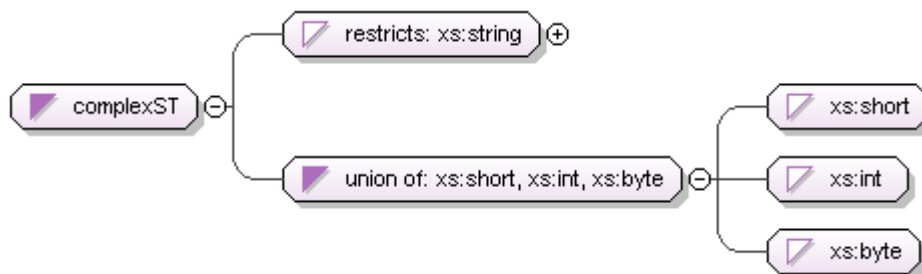 restricts: xs:string
complexST
xs:short
union of: xs:short, xs:int, xs:byte
xs:int
xs:byte